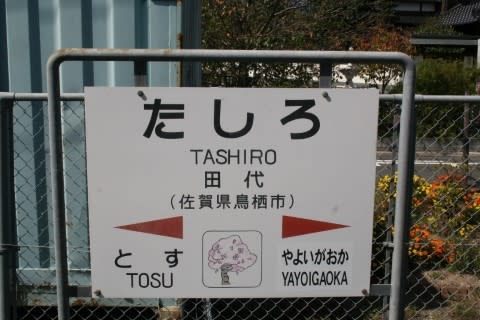 たしろ
TASHIRO
田代
(佐賀県鳥栖市)
とす
TOSU
やよいがおか
YAYOIGAOKA